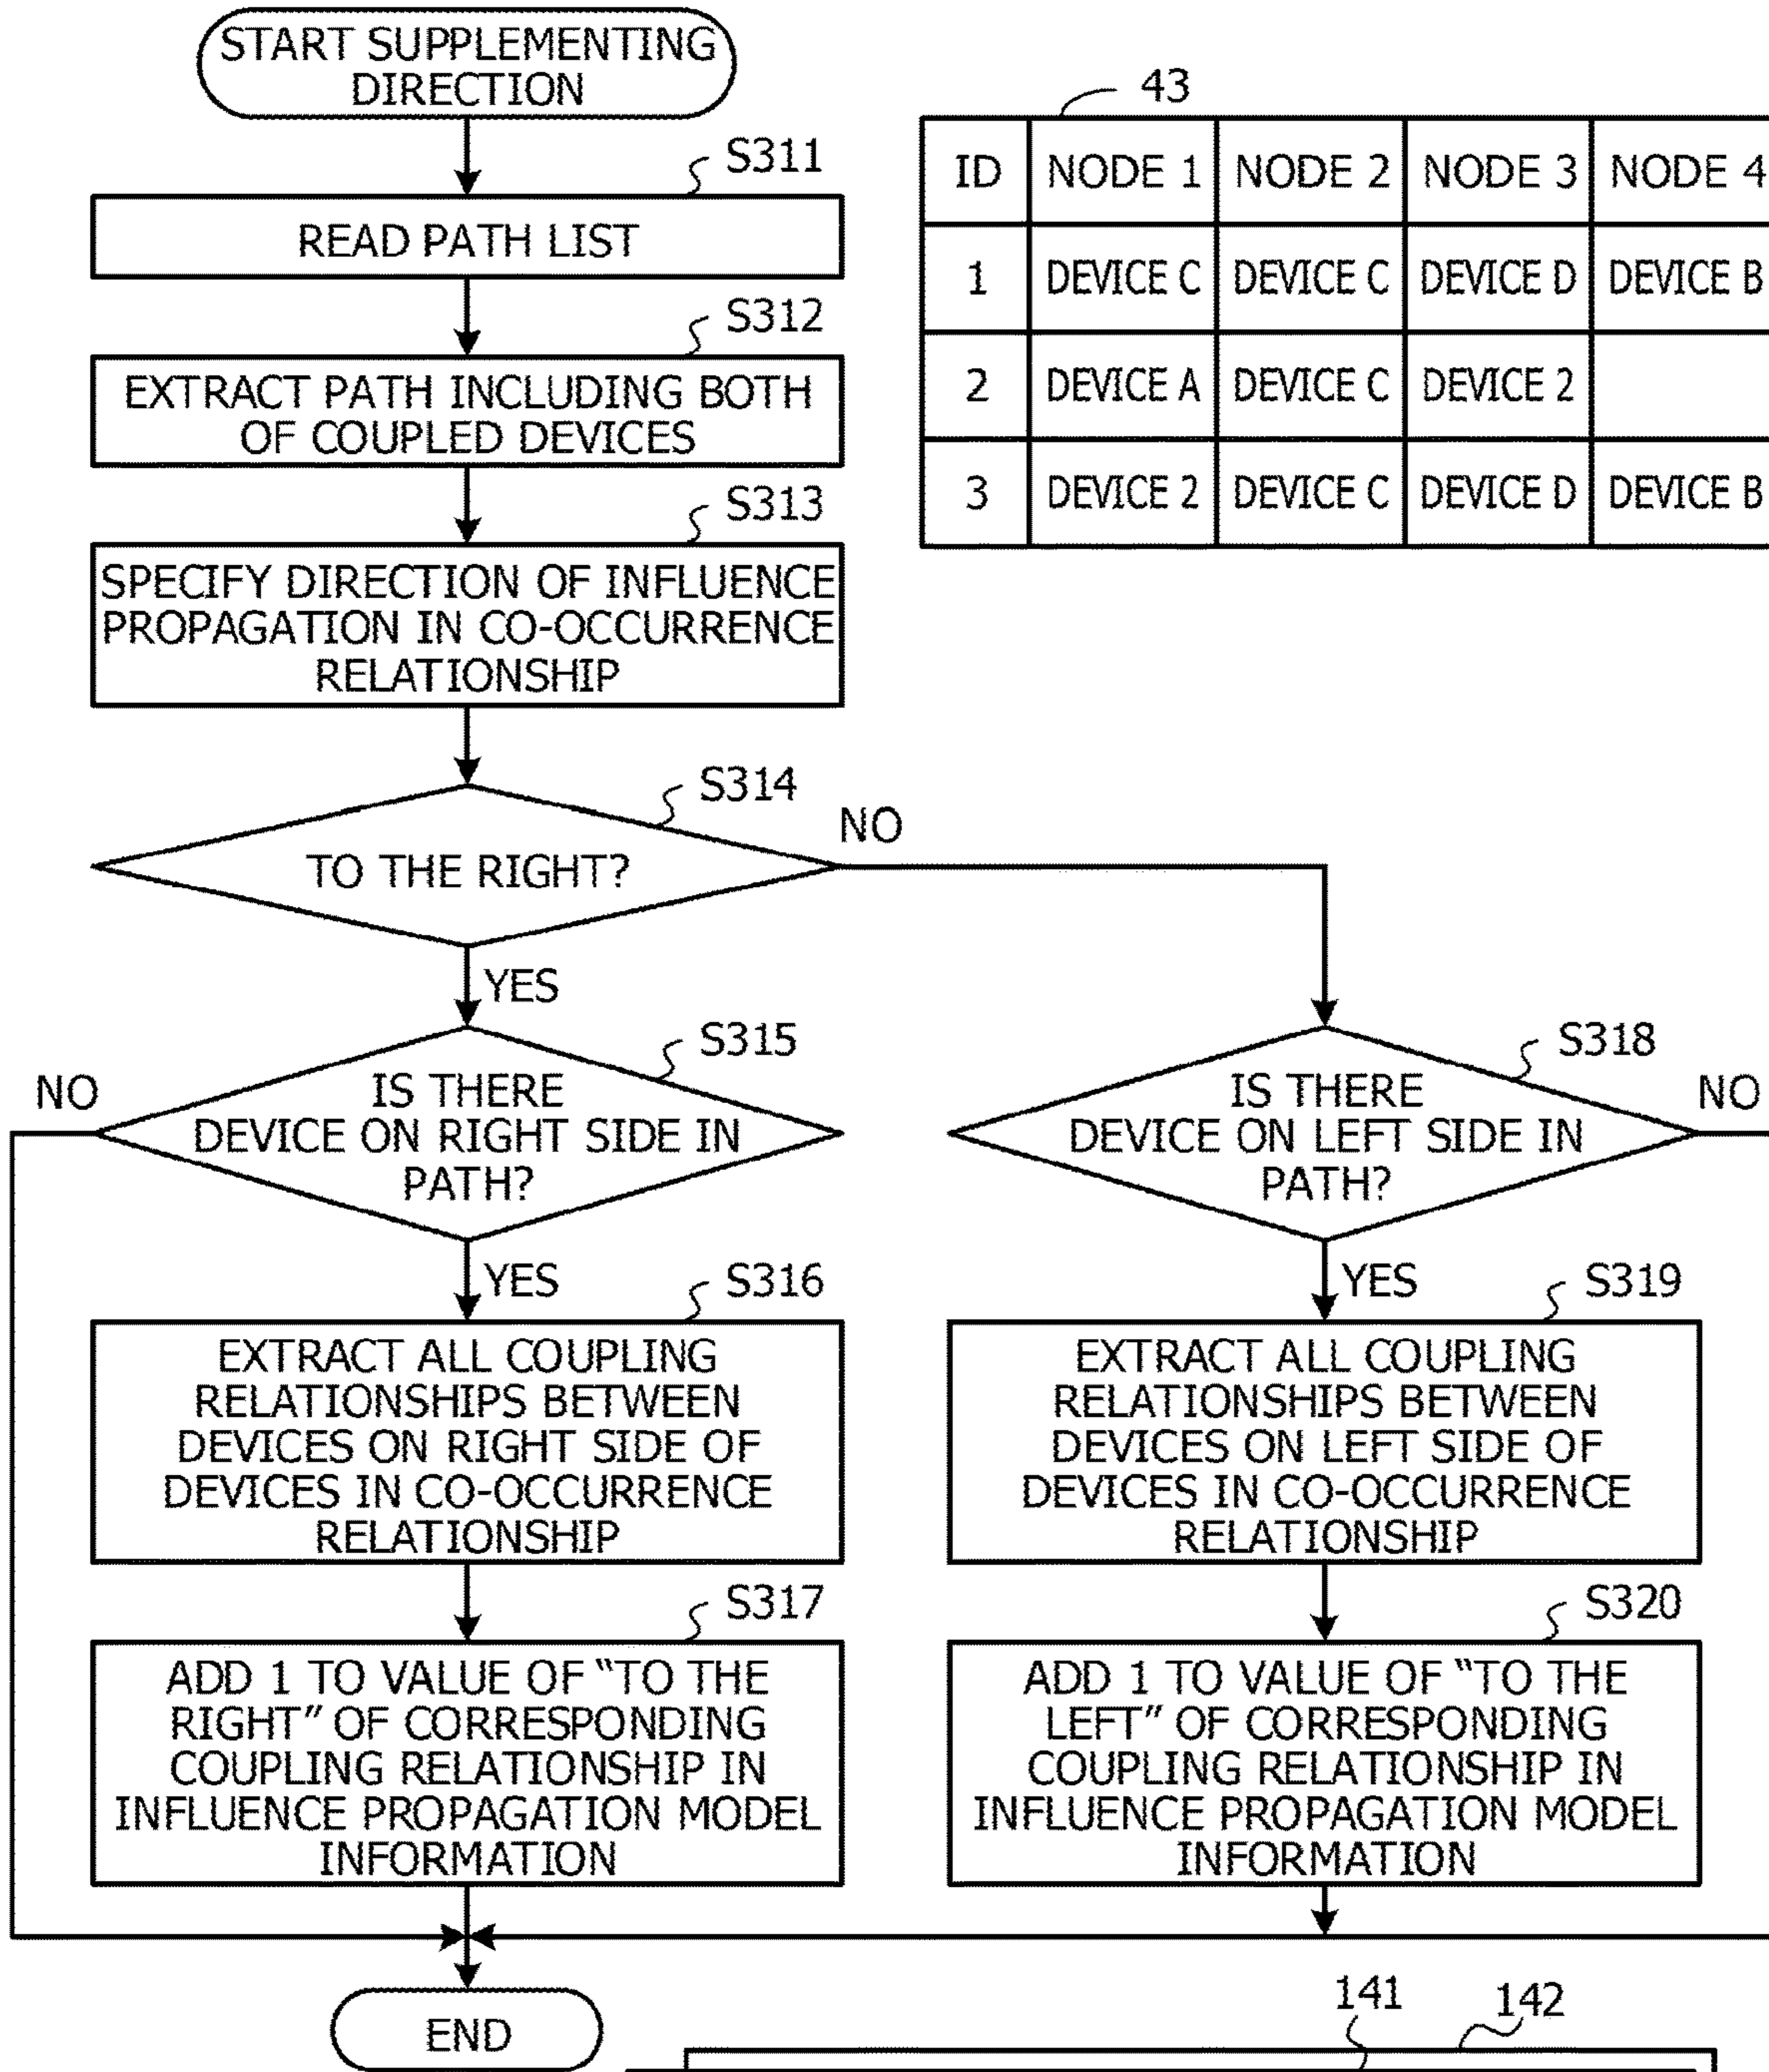 START SUPPLEMENTING
DIRECTION
S311
READ PATH LIST
S312
EXTRACT PATH INCLUDING BOTH
OF COUPLED DEVICES
S313
SPECIFY DIRECTION OF INFLUENCE
PROPAGATION IN CO-OCCURRENCE
RELATIONSHIP
43
ID NODE 1 NODE 2 NODE 3 NODE 4
1 DEVICE C DEVICE C DEVICE D DEVICE B
2 DEVICE A DEVICE C DEVICE 2
3 DEVICE 2 DEVICE C DEVICE D DEVICE B
S314
TO THE RIGHT?
NO
YES
S315
NO
IS THERE
DEVICE ON RIGHT SIDE IN
PATH?
YES
S316
EXTRACT ALL COUPLING
RELATIONSHIPS BETWEEN
DEVICES ON RIGHT SIDE OF
DEVICES IN CO-OCCURRENCE
RELATIONSHIP
S317
ADD 1 TO VALUE OF “TO THE
RIGHT” OF CORRESPONDING
COUPLING RELATIONSHIP IN
INFLUENCE PROPAGATION MODEL
INFORMATION
S318
NO
IS THERE
DEVICE ON LEFT SIDE IN
PATH?
YES
S319
EXTRACT ALL COUPLING
RELATIONSHIPS BETWEEN
DEVICES ON LEFT SIDE OF
DEVICES IN CO-OCCURRENCE
RELATIONSHIP
S320
ADD 1 TO VALUE OF “TO THE
LEFT” OF CORRESPONDING
COUPLING RELATIONSHIP IN
INFLUENCE PROPAGATION MODEL
INFORMATION
END
141
142